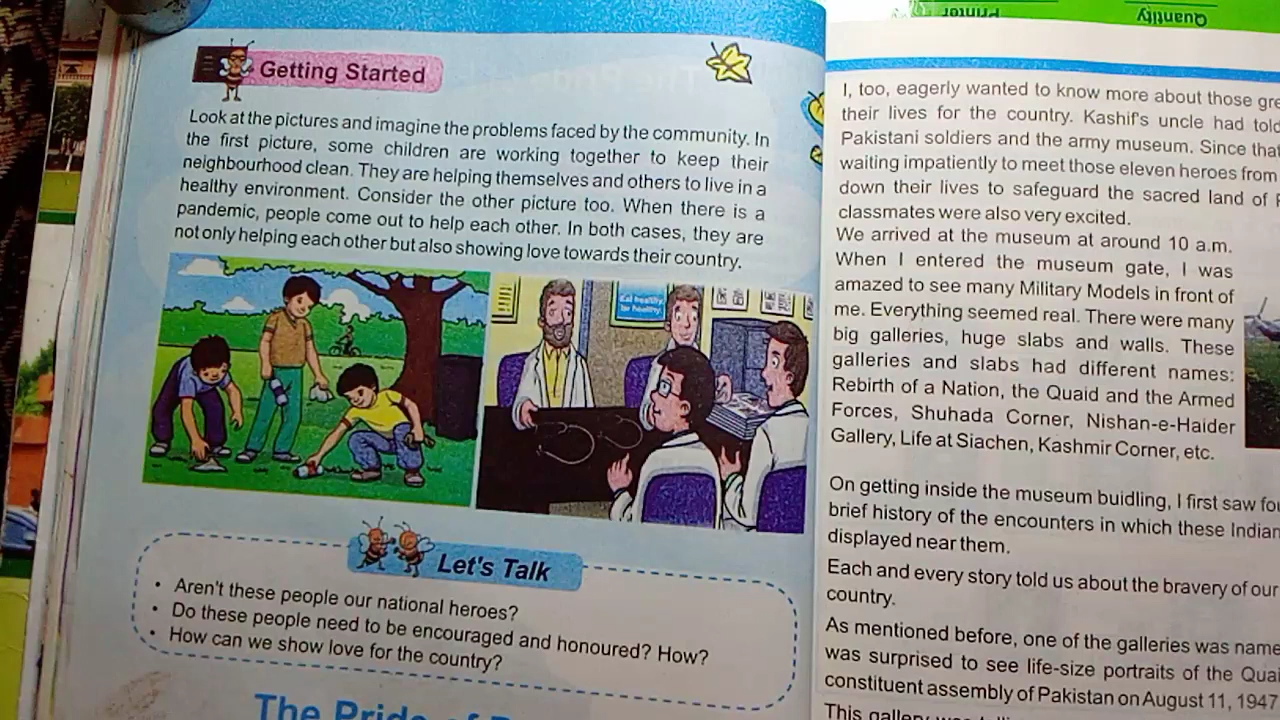 Getting Started
Look at the pictures and imagine the problems faced by the community. In
the first picture, some children are working together to keep their
neighbourhood clean. They are helping themselves and others to live in a
healthy environment. Consider the other picture too. When there is a
pandemic, people come out to help each other. In both cases, they are
not only helping each other but also showing love towards their country.
Eat healthy,
be healthy
Let's Talk
• Aren't these people our national heroes?
• Do these people need to be encouraged and honoured? How?
• How can we show love for the country?
The Pride of
Printer
Quantity
I, too, eagerly wanted to know more about those
their lives for the country. Kashif's uncle had
Pakistani soldiers and the army museum. Since that
waiting impatiently to meet those eleven heroes from
down their lives to safeguard the sacred land of
classmates were also very excited.
We arrived at the museum at around 10 a.m.
When I entered the museum gate, I was
amazed to see many Military Models in front of
me. Everything seemed real. There were many
big galleries, huge slabs and walls. These
galleries and slabs had different names:
Rebirth of a Nation, the Quaid and the Armed
Forces, Shuhada Corner, Nishan-e-Haider
Gallery, Life at Siachen, Kashmir Corner, etc.
On getting inside the museum buidling, I first saw
brief history of the encounters in which these
displayed near them.
Each and every story told us about the bravery of our
country.
As mentioned before, one of the galleries was
was surprised to see life-size portraits of the
constituent assembly of Pakistan on August 11, 1947
This gallery